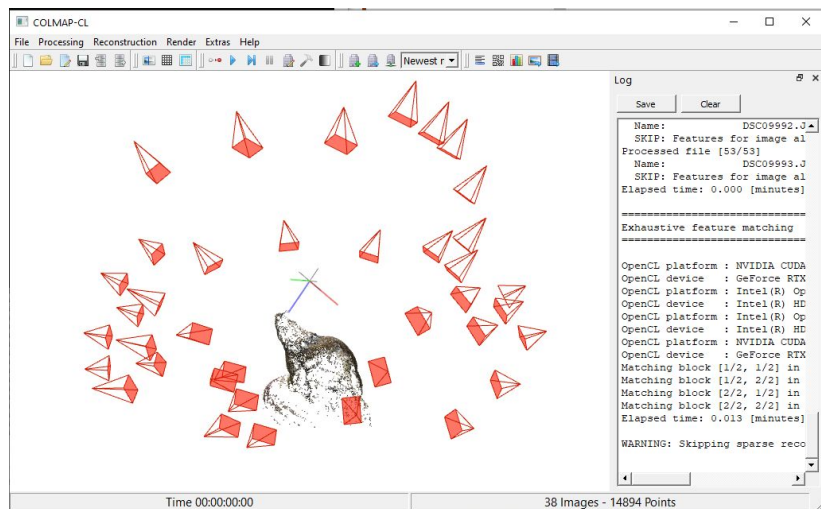 COLMAP-CL
File Processing Reconstruction Render Extras Help
Newest r
Log
Save Clear
Name: DSC09992.J
SKIP: Features for image al
Processed file [53/53]
Name: DSC09993.J
SKIP: Features for image al
Elapsed time: 0.000 [minutes]
==============================
Exhaustive feature matching
==============================
OpenCL platform : NVIDIA CUDA
OpenCL device : GeForce RTX
OpenCL platform : Intel(R) Op
OpenCL device : Intel(R) HD
OpenCL platform : Intel(R) Op
OpenCL device : Intel(R) HD
OpenCL platform : NVIDIA CUDA
OpenCL device : GeForce RTX
Matching block [1/2, 1/2] in
Matching block [1/2, 2/2] in
Matching block [2/2, 1/2] in
Matching block [2/2, 2/2] in
Elapsed time: 0.013 [minutes]
WARNING: Skipping sparse reco
Time 00:00:00:00
38 Images - 14894 Points